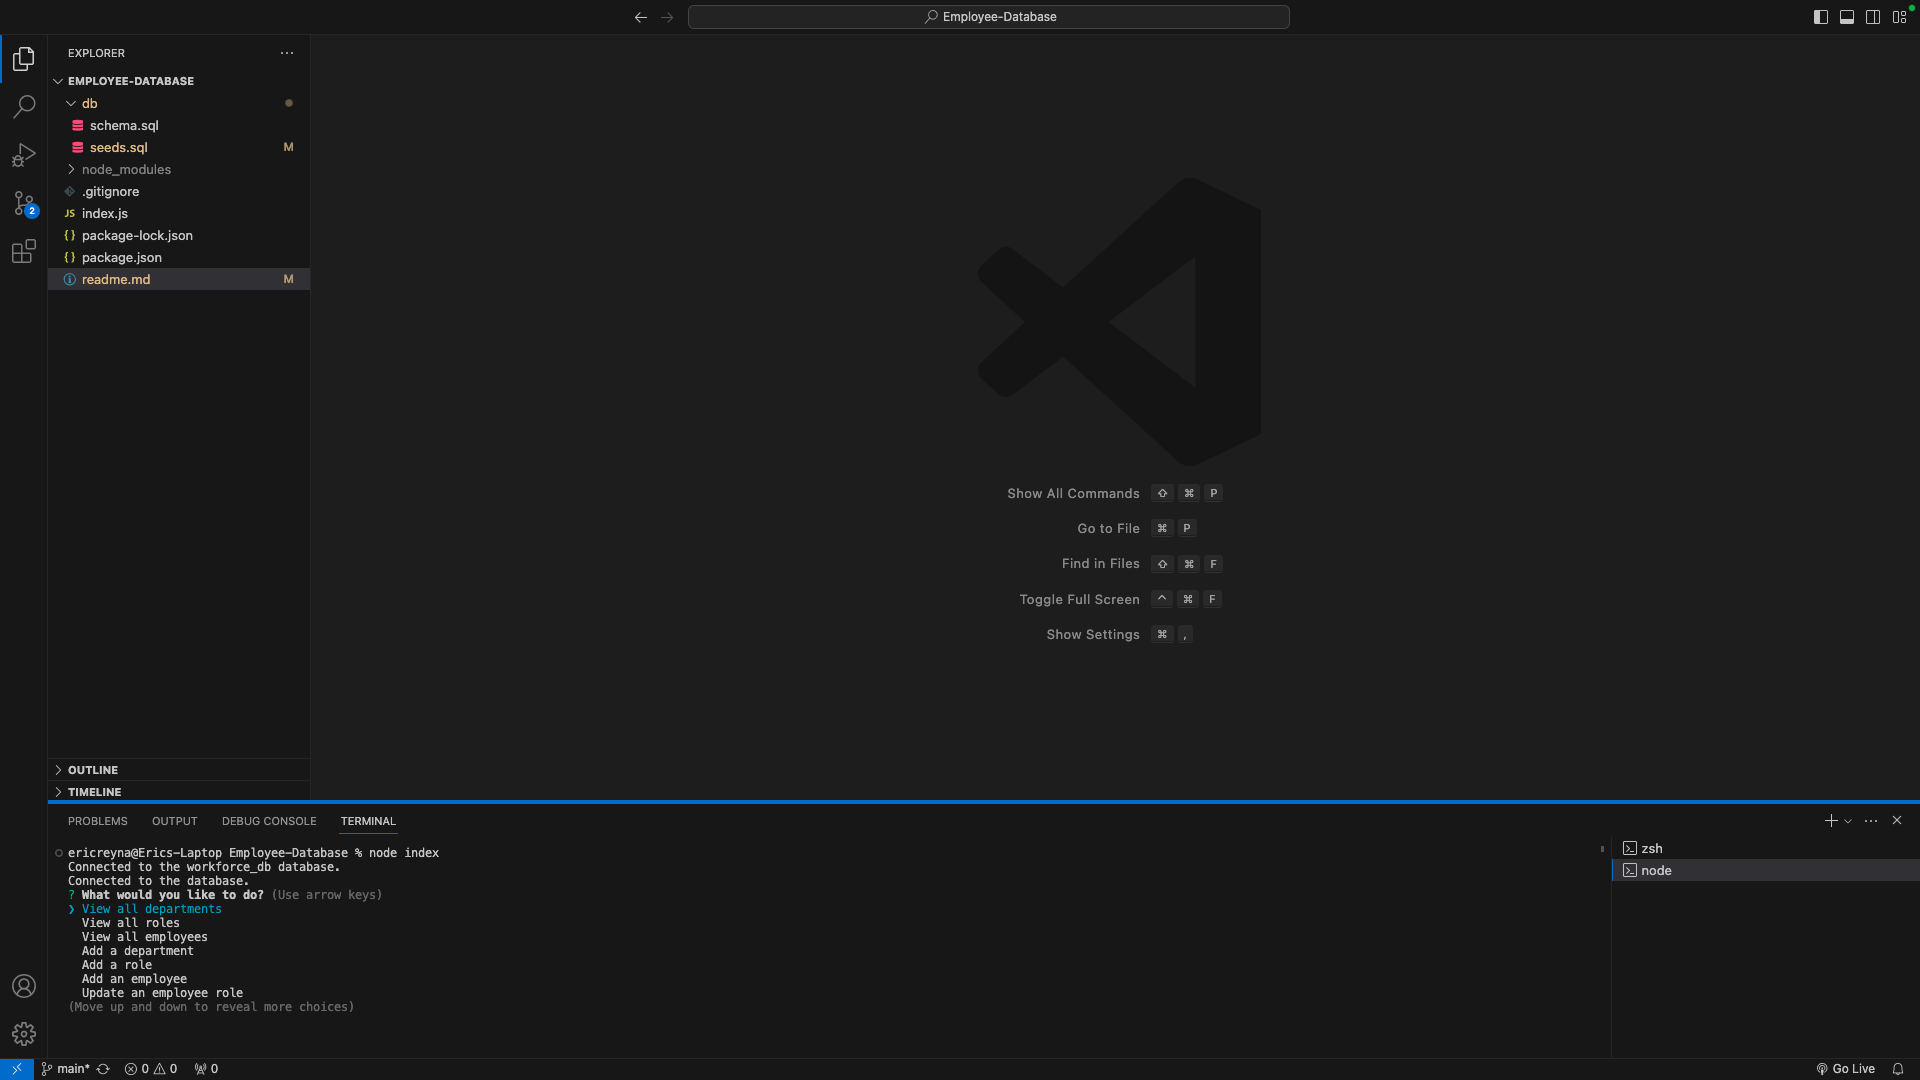 Employee-Database
EXPLORER
EMPLOYEE-DATABASE
db
schema.sql
seeds.sql M
node_modules
.gitignore
JS index.js
{} package-lock.json
{} package.json
readme.md M
2
Show All Commands ⇧ ⌘ P
Go to File ⌘ P
Find in Files ⇧ ⌘ F
Toggle Full Screen ^ ⌘ F
Show Settings ⌘ ,
OUTLINE
TIMELINE
PROBLEMS OUTPUT DEBUG CONSOLE TERMINAL
ericreyna@Erics-Laptop Employee-Database % node index
Connected to the workforce_db database.
Connected to the database.
? What would you like to do? (Use arrow keys)
❯ View all departments
View all roles
View all employees
Add a department
Add a role
Add an employee
Update an employee role
(Move up and down to reveal more choices)
zsh
node
main* 0 0 0 Go Live